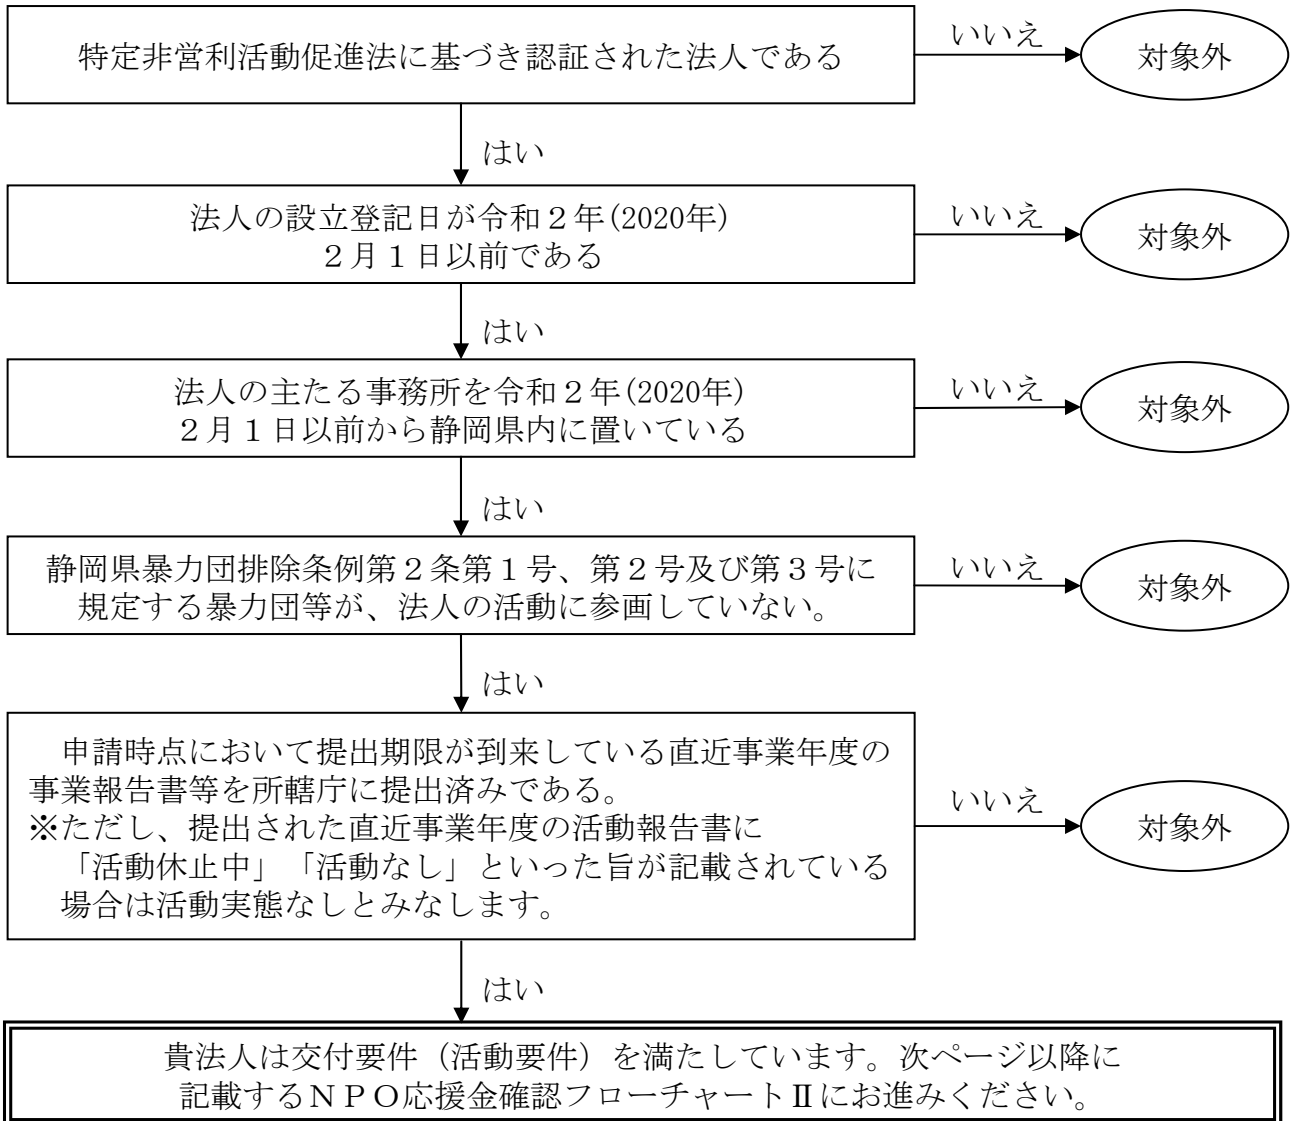 特定非営利活動促進法に基づき認証された法人である
いいえ
対象外
はい
法人の設立登記日が令和２年(2020年)
２月１日以前である
いいえ
対象外
はい
法人の主たる事務所を令和２年(2020年)
２月１日以前から静岡県内に置いている
いいえ
対象外
はい
静岡県暴力団排除条例第２条第１号、第２号及び第３号に
規定する暴力団等が、法人の活動に参画していない。
いいえ
対象外
はい
申請時点において提出期限が到来している直近事業年度の
事業報告書等を所轄庁に提出済みである。
※ただし、提出された直近事業年度の活動報告書に
「活動休止中」「活動なし」といった旨が記載されている
場合は活動実態なしとみなします。
いいえ
対象外
はい
貴法人は交付要件（活動要件）を満たしています。次ページ以降に
記載するＮＰＯ応援金確認フローチャートⅡにお進みください。